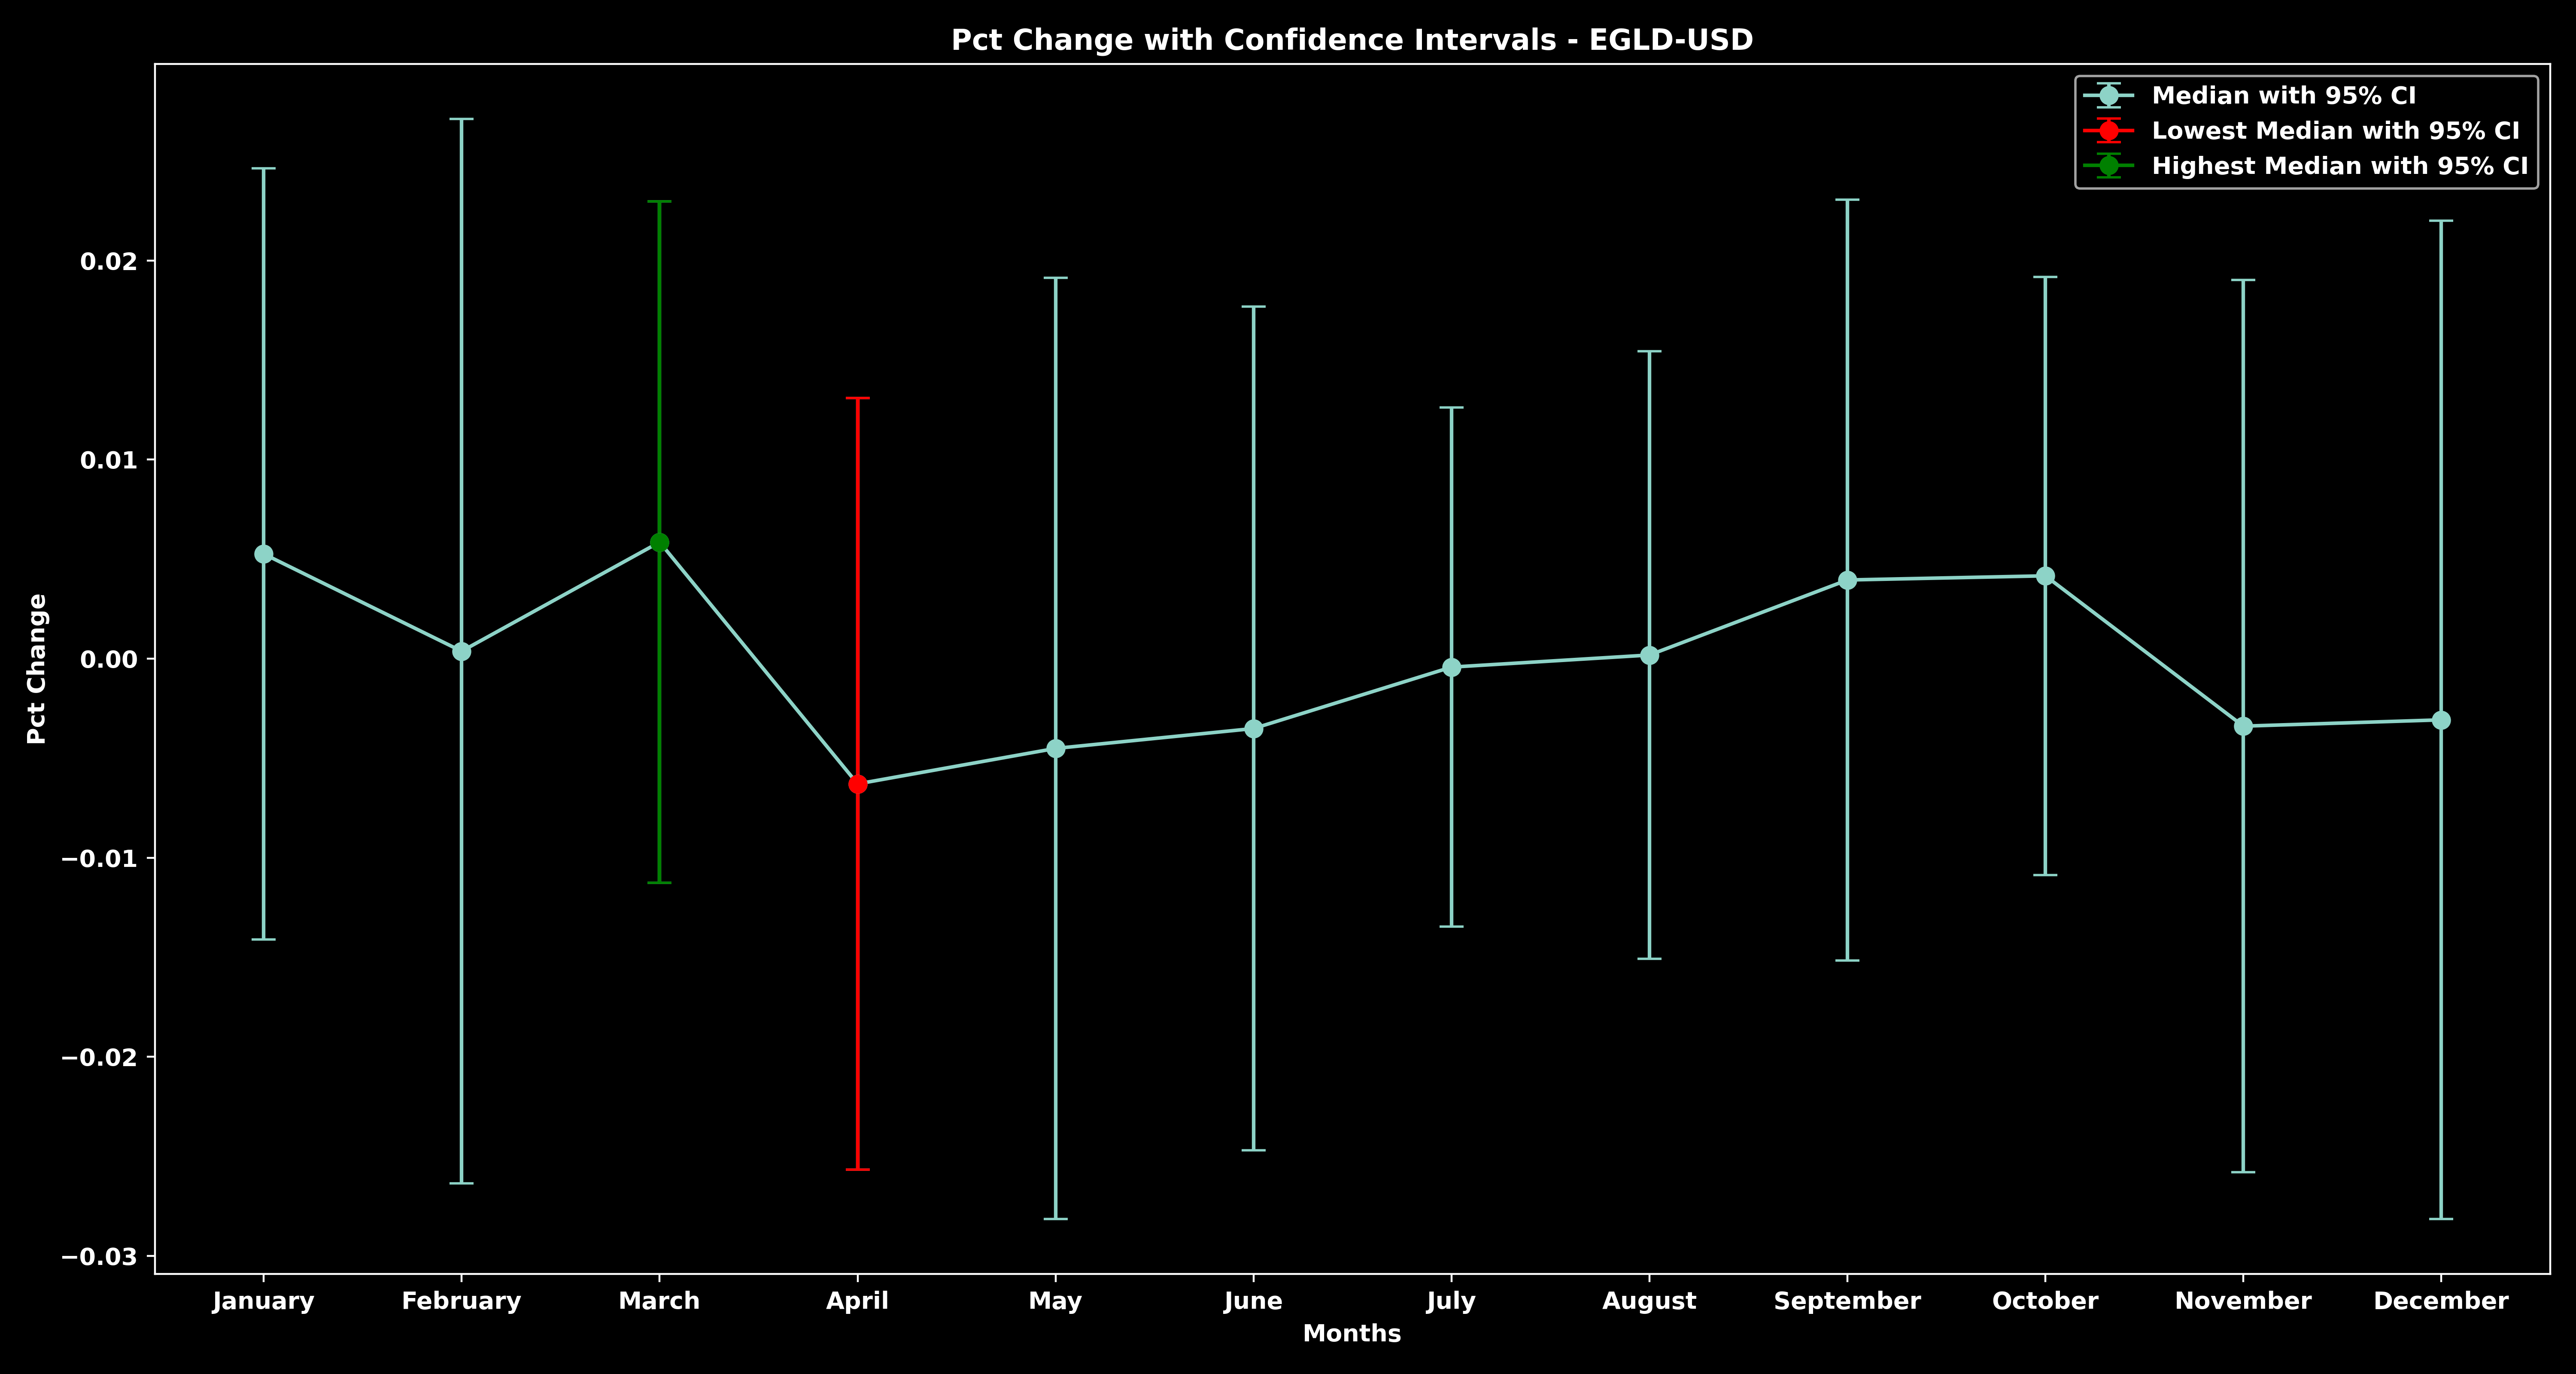 Pct Change with Confidence Intervals - EGLD-USD
Median with 95% CI
Lowest Median with 95% CI
Highest Median with 95% CI
Pct Change
0.02
0.01
0.00
−0.01
−0.02
−0.03
January February March April May June July August September October November December
Months